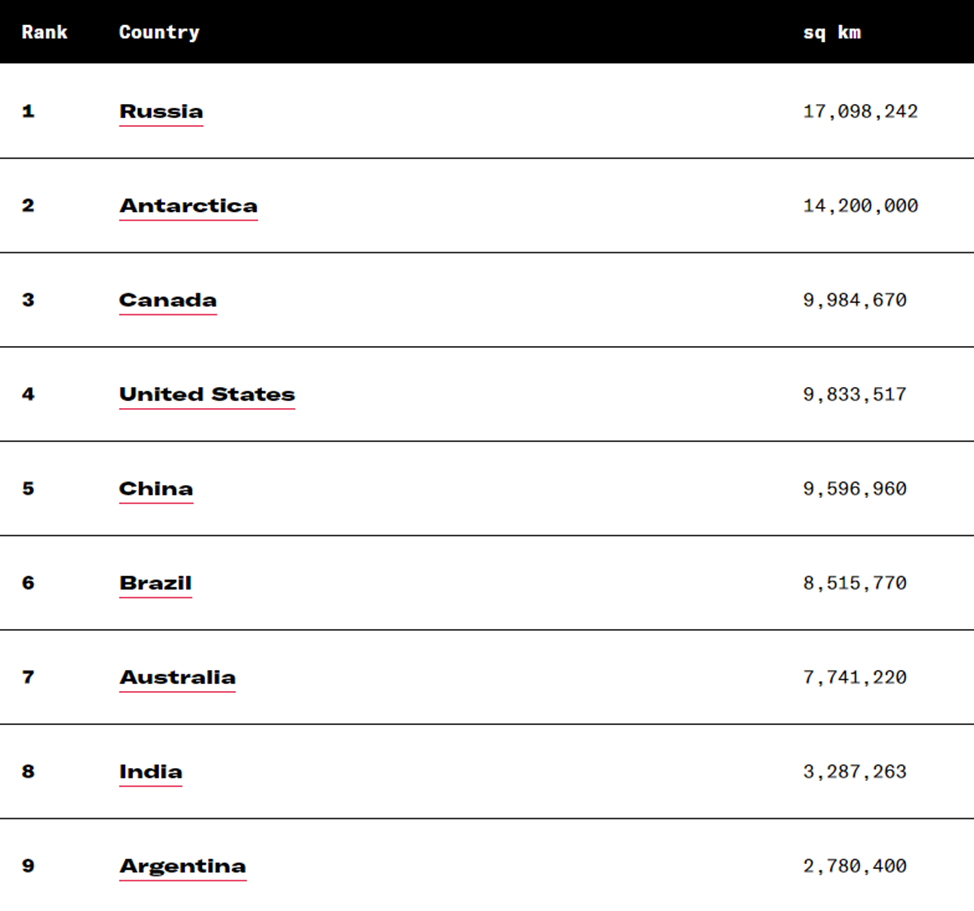 Rank Country sq km
1 Russia 17,098,242
2 Antarctica 14,200,000
3 Canada 9,984,670
4 United States 9,833,517
5 China 9,596,960
6 Brazil 8,515,770
7 Australia 7,741,220
8 India 3,287,263
9 Argentina 2,780,400